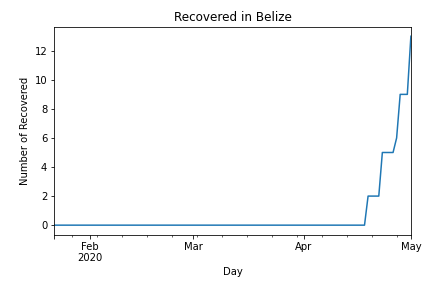 Recovered in Belize
12
10
8
6
4
2
0
Number of Recovered
Feb
2020
Mar
Apr
May
Day